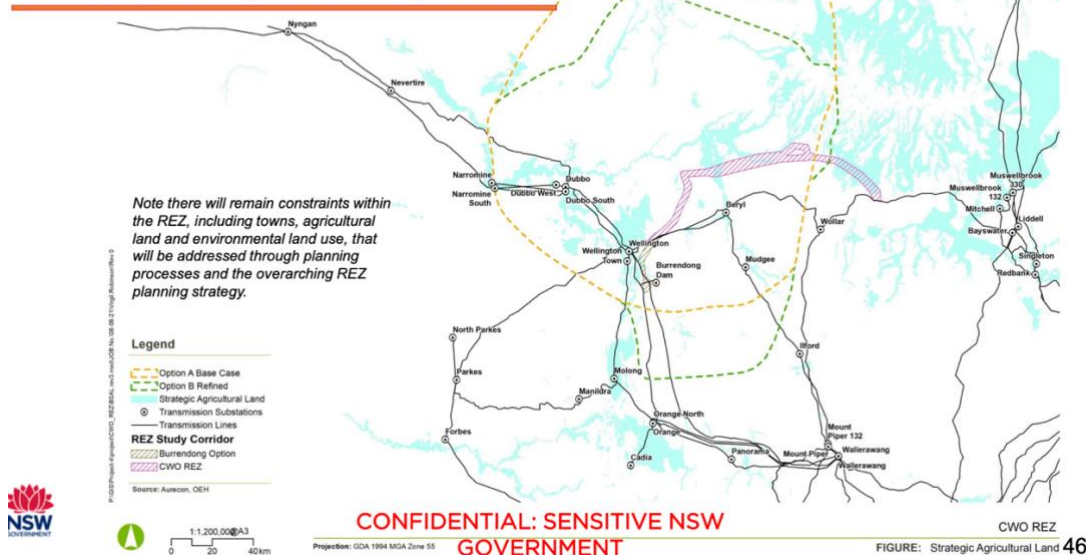 Nyngan
Nevertire
Narromine
Narromine
South
Dubbo
Dubbo West
Dubbo South
Wellington
Wellington
Town
Burrendong
Dam
Beryl
Mudgee
Wollar
Muswellbrook
330
Muswellbrook
132
Mitchell
Liddell
Bayswater
Singleton
Redbank
Ilford
North Parkes
Parkes
Forbes
Molong
Manildra
Orange North
Orange
Cadia
Panorama
Mount
Piper 132
Mount Piper
Wallerawang
Wallerawang
Note there will remain constraints within
the REZ, including towns, agricultural
land and environmental land use, that
will be addressed through planning
processes and the overarching REZ
planning strategy.
Legend
Option A Base Case
Option B Refined
Strategic Agricultural Land
Transmission Substations
Transmission Lines
REZ Study Corridor
Burrendong Option
CWO REZ
Source: Aurecon, OEH
NSW
GOVERNMENT
1:1,200,000@A3
0 20 40km
Projection: GDA 1994 MGA Zone 55
CONFIDENTIAL: SENSITIVE NSW
GOVERNMENT
CWO REZ
FIGURE: Strategic Agricultural Land 46